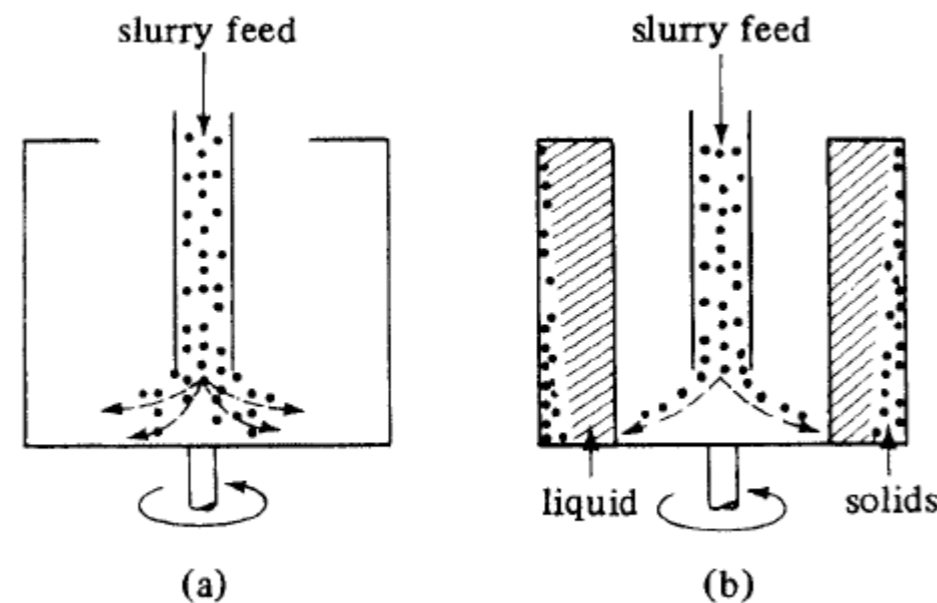 slurry feed
slurry feed
liquid
solids
(a)
(b)